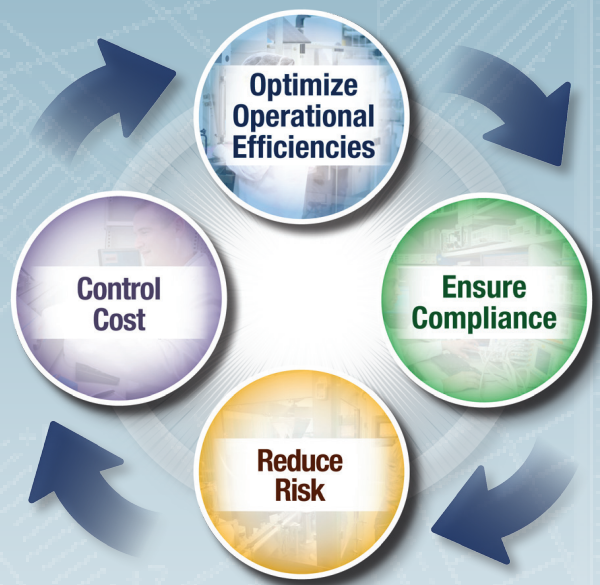 Optimize
Operational
Efficiencies
Ensure
Compliance
Reduce
Risk
Control
Cost